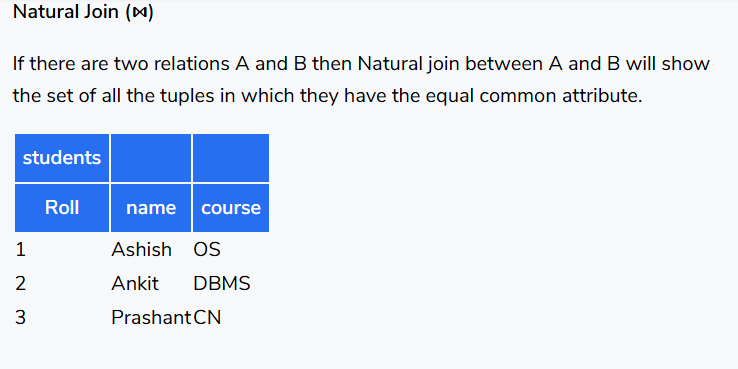 Natural Join (⋈)
If there are two relations A and B then Natural join between A and B will show
the set of all the tuples in which they have the equal common attribute.
students
Roll name course
1 Ashish OS
2 Ankit DBMS
3 Prashant CN